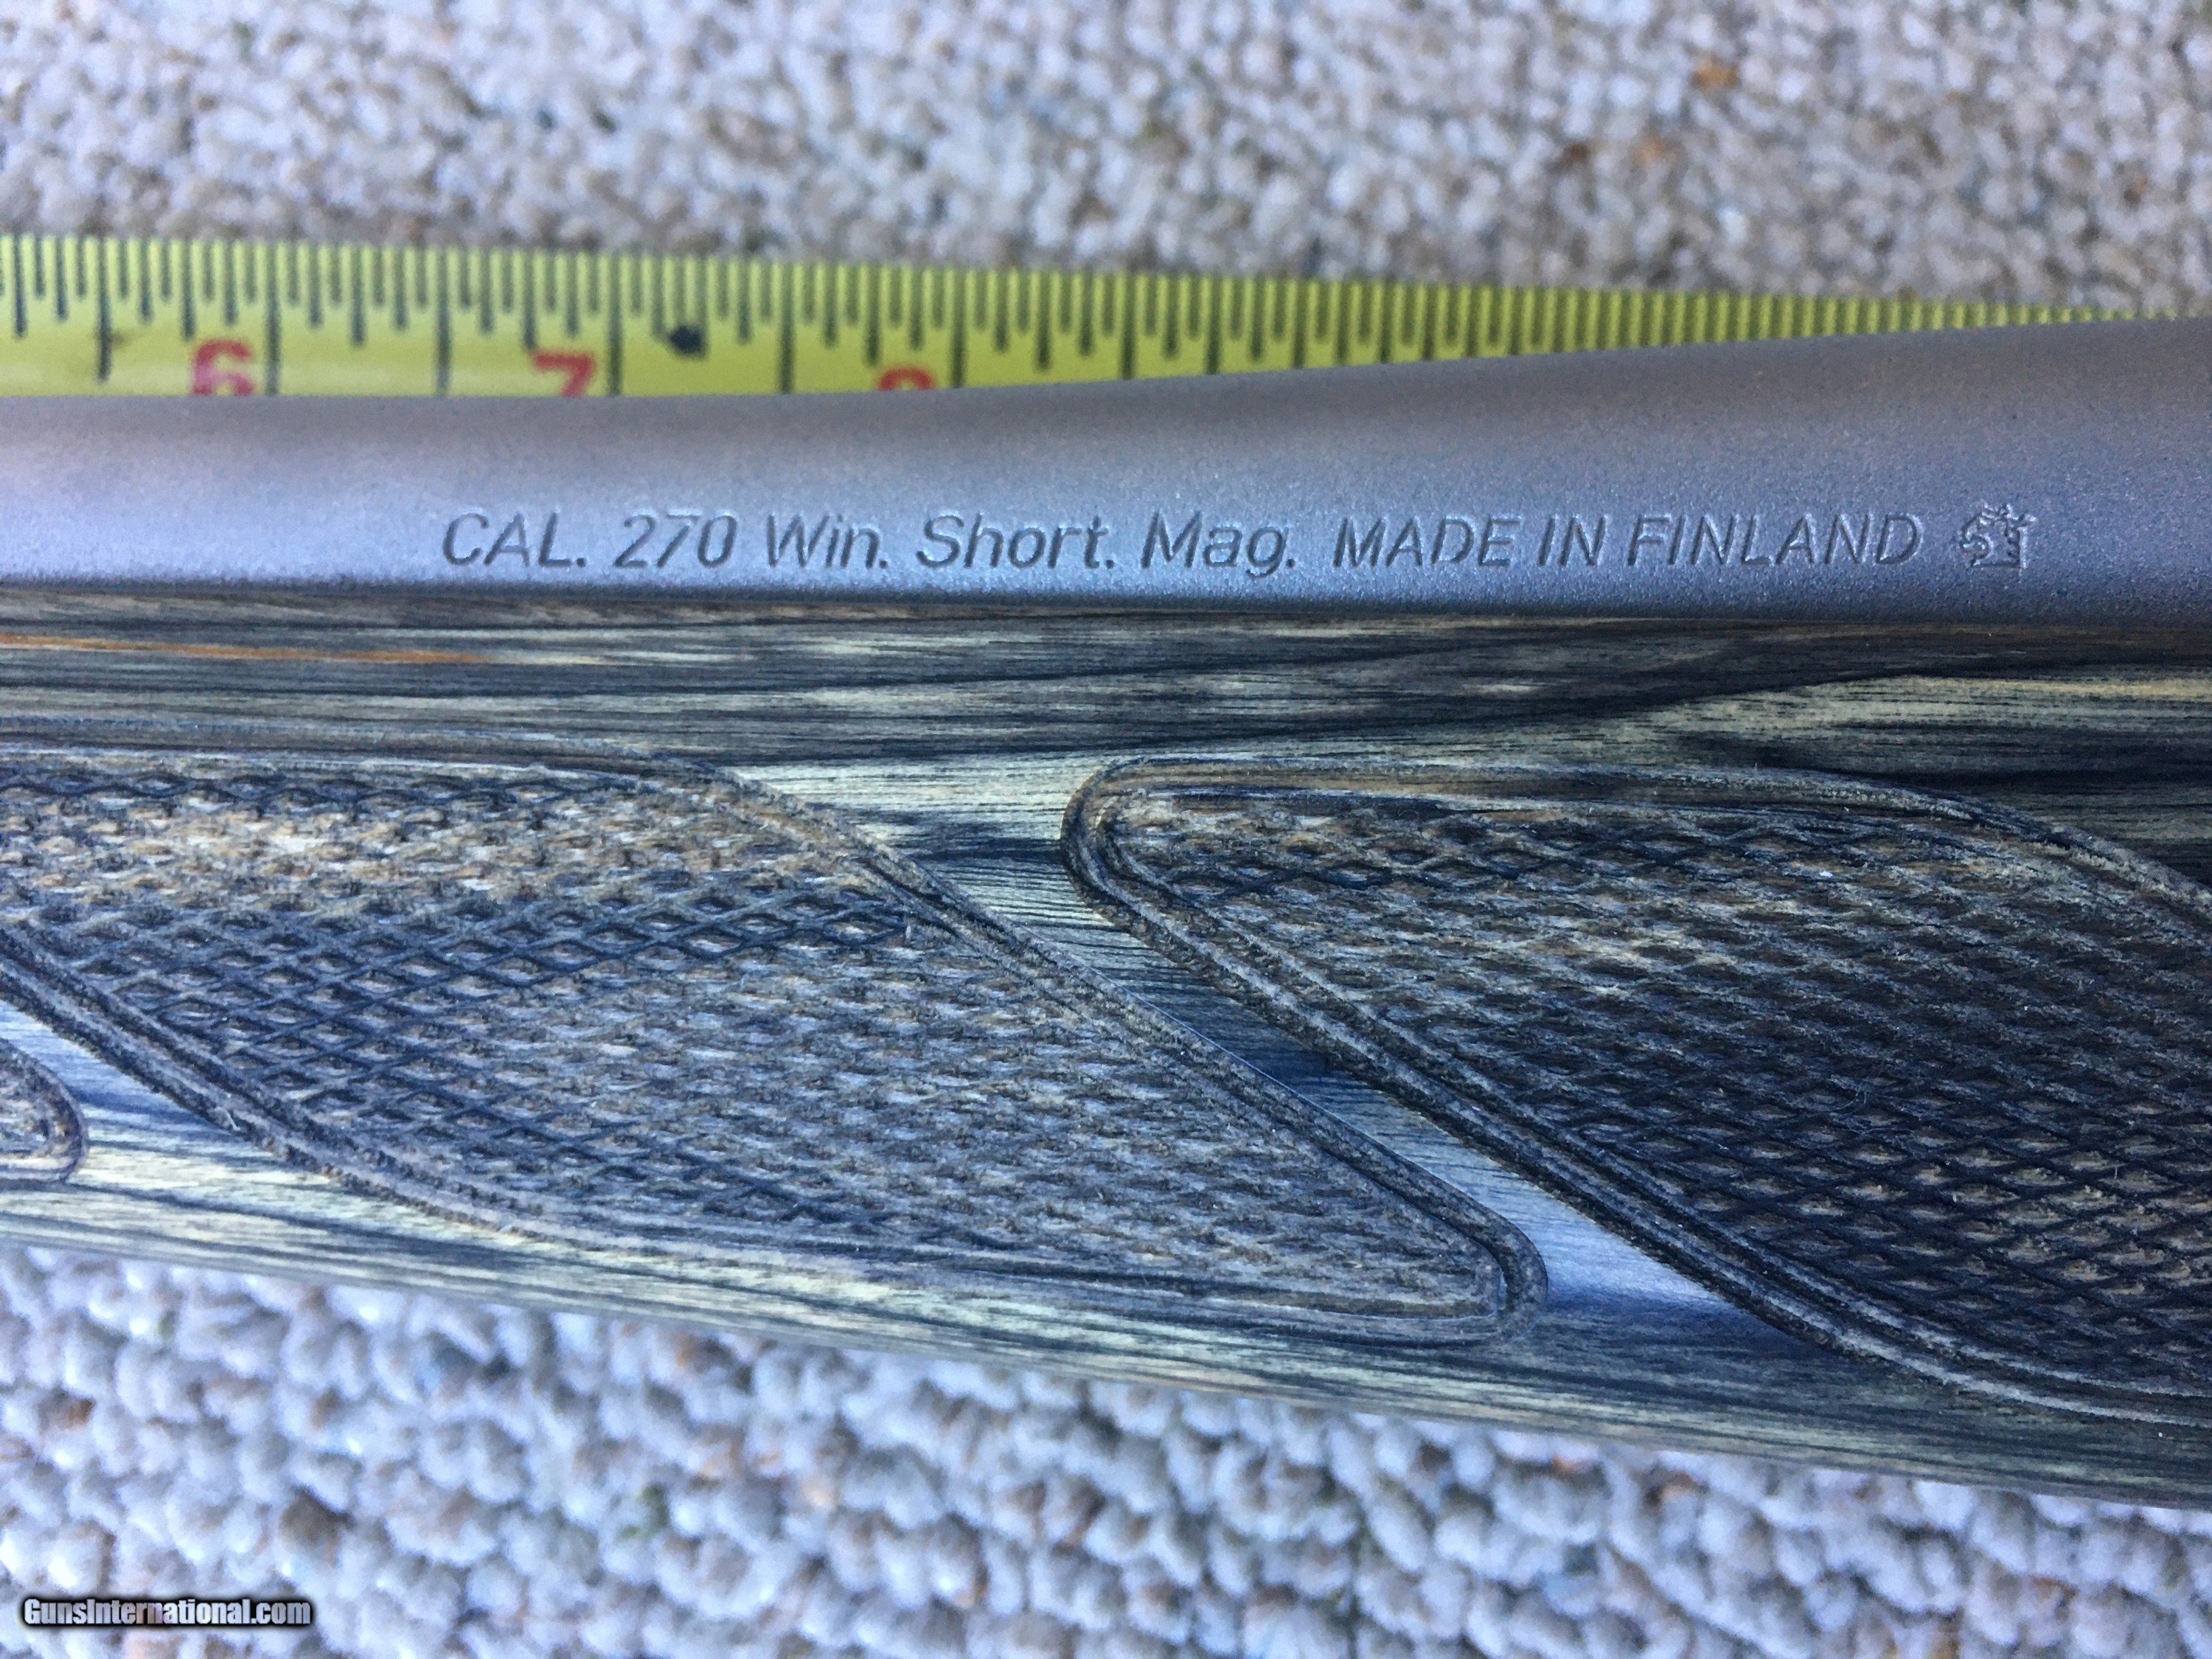 6 7 8
CAL. 270 Win. Short. Mag. MADE IN FINLAND
GunsInternational.com